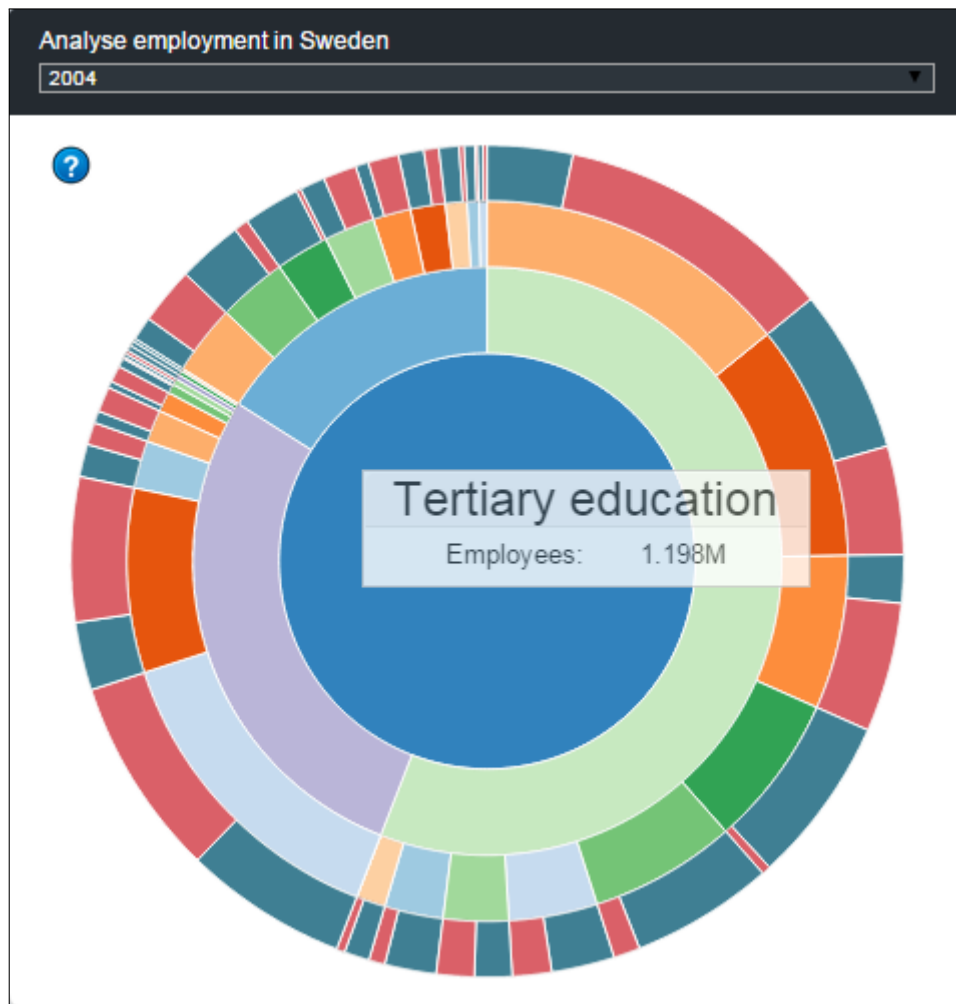 Analyse employment in Sweden
2004
?
Tertiary education
Employees: 1.198M